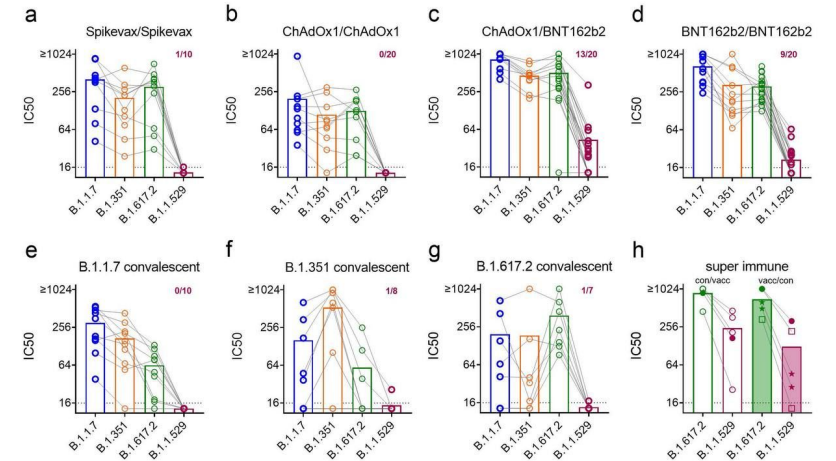 a
Spikevax/Spikevax
≥1024
256
64
16
IC50
1/10
B.1.1.7
B.1.351
B.1.617.2
B.1.1.529
b
ChAdOx1/ChAdOx1
≥1024
256
64
16
IC50
0/20
B.1.1.7
B.1.351
B.1.617.2
B.1.1.529
c
ChAdOx1/BNT162b2
≥1024
256
64
16
IC50
13/20
B.1.1.7
B.1.351
B.1.617.2
B.1.1.529
d
BNT162b2/BNT162b2
≥1024
256
64
16
IC50
9/20
B.1.1.7
B.1.351
B.1.617.2
B.1.1.529
e
B.1.1.7 convalescent
≥1024
256
64
16
IC50
0/10
B.1.1.7
B.1.351
B.1.617.2
B.1.1.529
f
B.1.351 convalescent
≥1024
256
64
16
IC50
1/8
B.1.1.7
B.1.351
B.1.617.2
B.1.1.529
g
B.1.617.2 convalescent
≥1024
256
64
16
IC50
1/7
B.1.1.7
B.1.351
B.1.617.2
B.1.1.529
h
super immune
con/vacc
vacc/con
≥1024
256
64
16
IC50
B.1.617.2
B.1.1.529
B.1.617.2
B.1.1.529